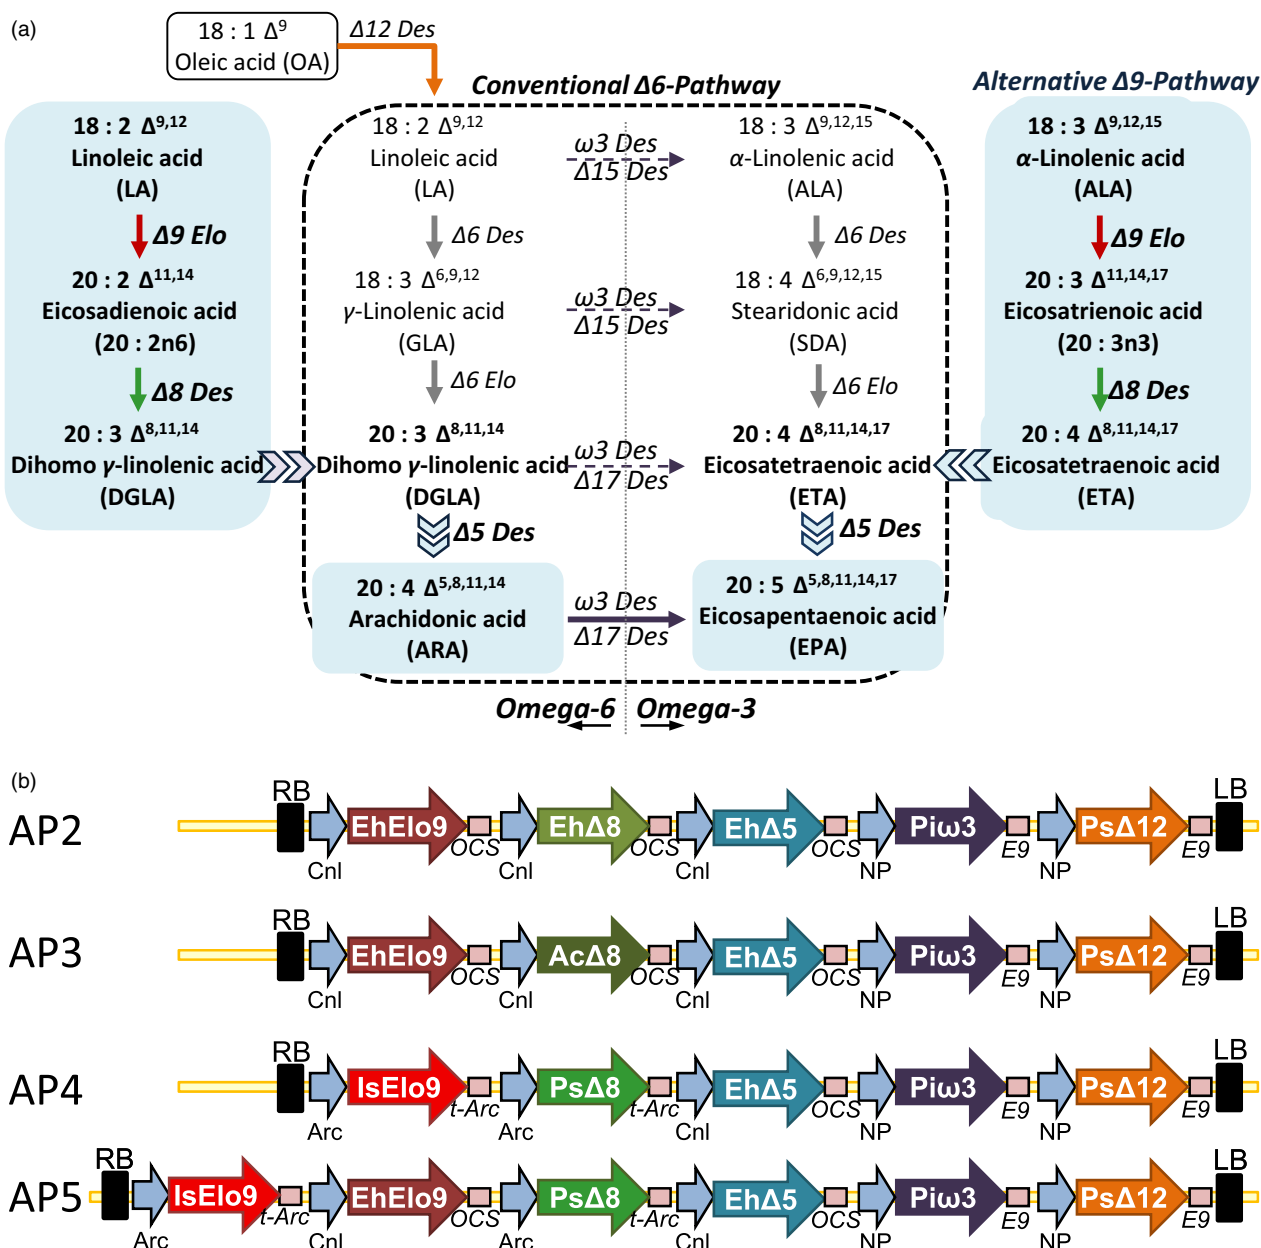 (a)
18 : 1 Δ9
Oleic acid (OA)
Δ12 Des
Conventional Δ6-Pathway
Alternative Δ9-Pathway
18 : 2 Δ9,12
Linoleic acid
(LA)
Δ9 Elo
20 : 2 Δ11,14
Eicosadienoic acid
(20 : 2n6)
Δ8 Des
20 : 3 Δ8,11,14
Dihomo γ-linolenic acid
(DGLA)
18 : 2 Δ9,12
Linoleic acid
(LA)
Δ6 Des
18 : 3 Δ6,9,12
γ-Linolenic acid
(GLA)
Δ6 Elo
20 : 3 Δ8,11,14
Dihomo γ-linolenic acid
(DGLA)
Δ5 Des
20 : 4 Δ5,8,11,14
Arachidonic acid
(ARA)
ω3 Des
Δ15 Des
ω3 Des
Δ15 Des
ω3 Des
Δ17 Des
ω3 Des
Δ17 Des
18 : 3 Δ9,12,15
α-Linolenic acid
(ALA)
Δ6 Des
18 : 4 Δ6,9,12,15
Stearidonic acid
(SDA)
Δ6 Elo
20 : 4 Δ8,11,14,17
Eicosatetraenoic acid
(ETA)
Δ5 Des
20 : 5 Δ5,8,11,14,17
Eicosapentaenoic acid
(EPA)
18 : 3 Δ9,12,15
α-Linolenic acid
(ALA)
Δ9 Elo
20 : 3 Δ11,14,17
Eicosatrienoic acid
(20 : 3n3)
Δ8 Des
20 : 4 Δ8,11,14,17
Eicosatetraenoic acid
(ETA)
Omega-6 Omega-3
(b)
RB LB
AP2 EhElo9 EhΔ8 EhΔ5 Piω3 PsΔ12
OCS OCS OCS E9 E9
Cnl Cnl Cnl NP NP
RB LB
AP3 EhElo9 AcΔ8 EhΔ5 Piω3 PsΔ12
OCS OCS OCS E9 E9
Cnl Cnl Cnl NP NP
RB LB
AP4 IsElo9 PsΔ8 EhΔ5 Piω3 PsΔ12
t-Arc t-Arc OCS E9 E9
Arc Arc Cnl NP NP
RB LB
AP5 IsElo9 EhElo9 PsΔ8 EhΔ5 Piω3 PsΔ12
t-Arc OCS t-Arc OCS E9 E9
Arc Cnl Arc Cnl NP NP